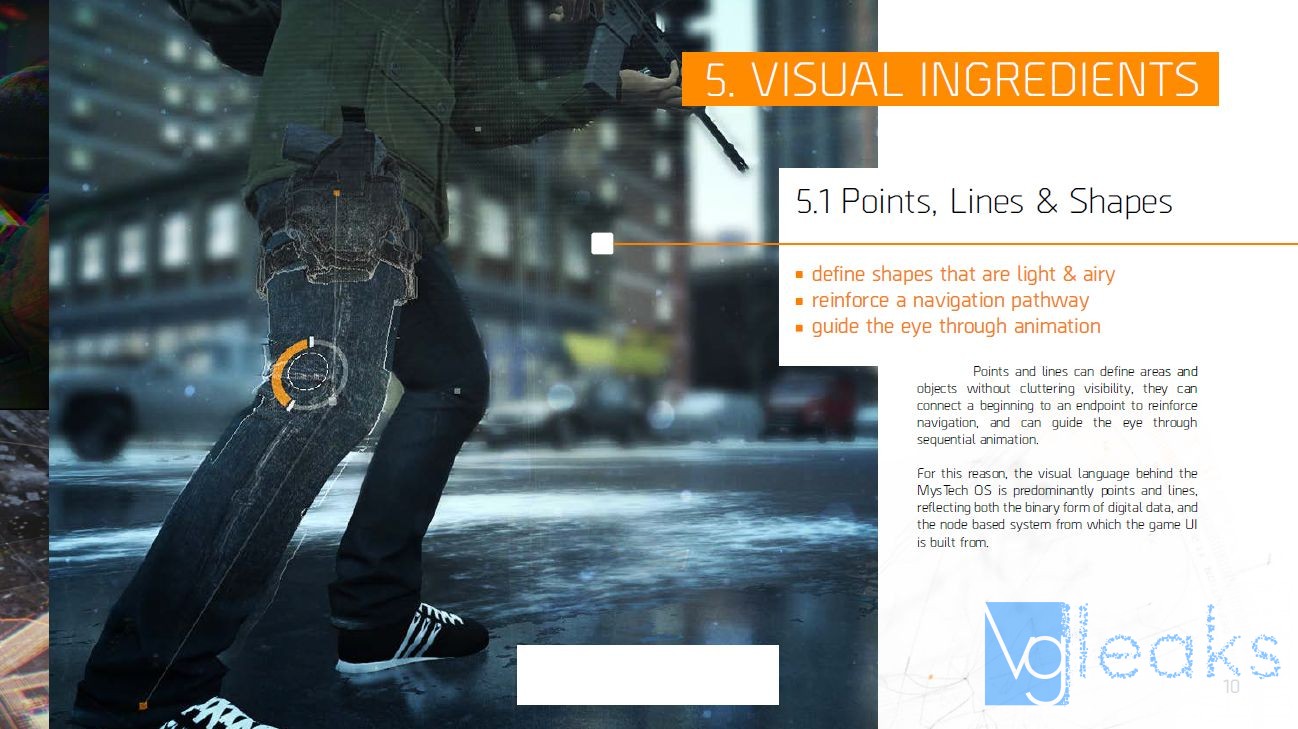 5. VISUAL INGREDIENTS
5.1 Points, Lines & Shapes
define shapes that are light & airy
reinforce a navigation pathway
guide the eye through animation
Points and lines can define areas and
objects without cluttering visibility, they can
connect a beginning to an endpoint to reinforce
navigation, and can guide the eye through
sequential animation.
For this reason, the visual language behind the
MysTech OS is predominantly points and lines,
reflecting both the binary form of digital data, and
the node based system from which the game UI
is built from.
Vgleaks
10